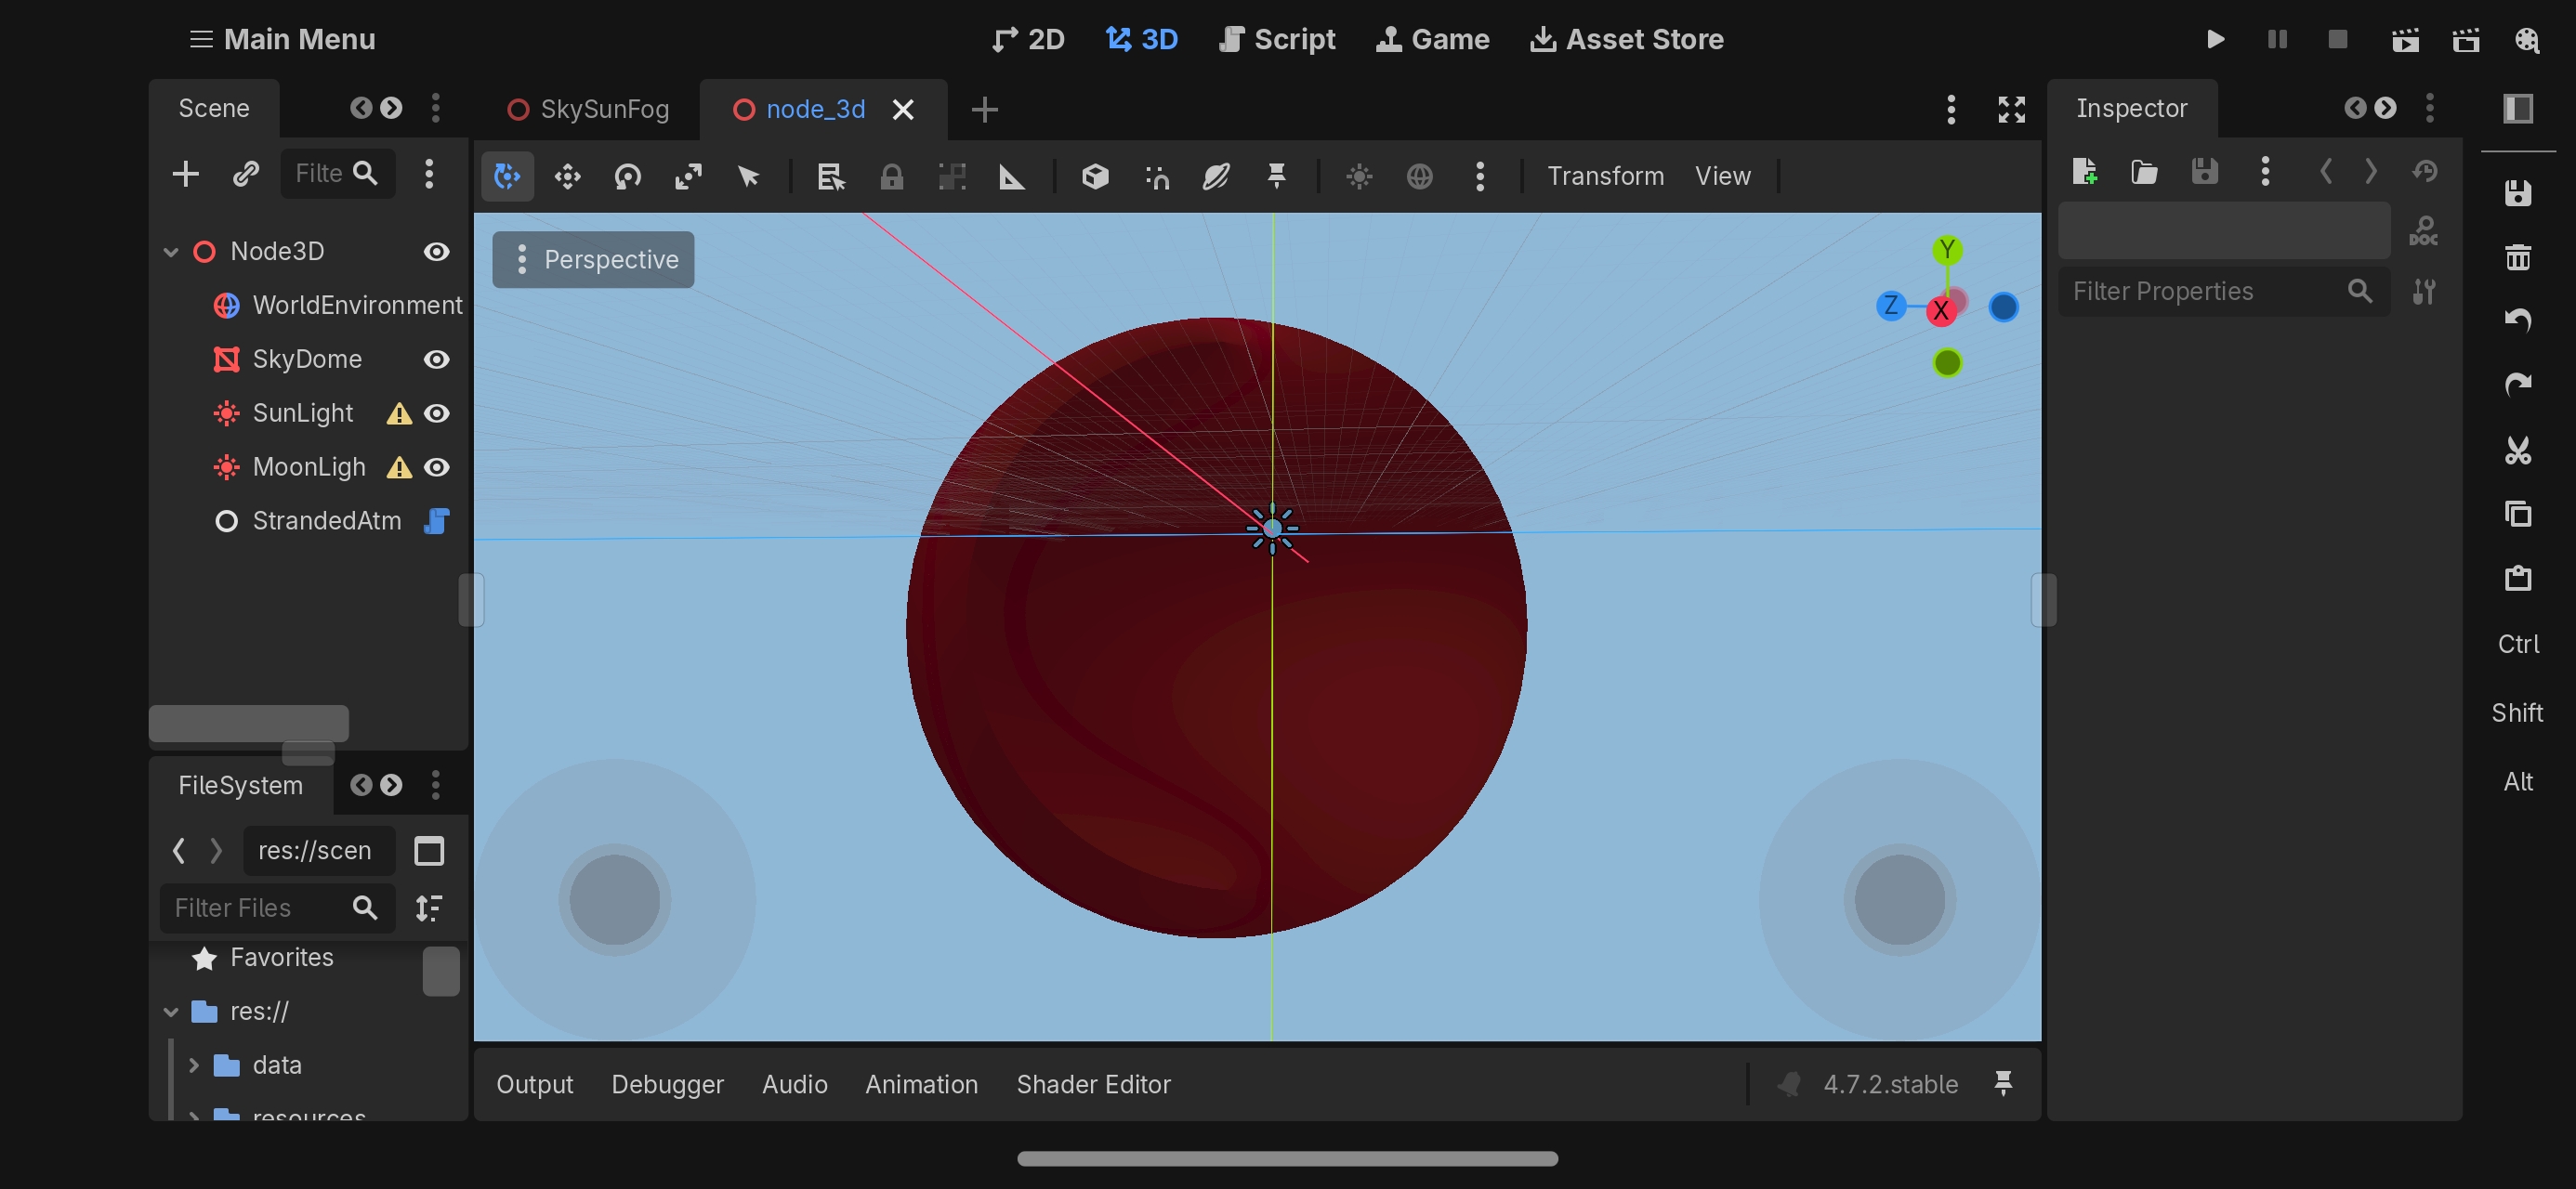 Main Menu
2D 3D Script Game Asset Store
Scene
SkySunFog node_3d
Inspector
Filte
Transform View
Perspective
Y
Z X
DOC
Filter Properties
Node3D
WorldEnvironment
SkyDome
SunLight
MoonLigh
StrandedAtm
FileSystem
res://scen
Filter Files
Favorites
res://
data
resources
Ctrl
Shift
Alt
Output Debugger Audio Animation Shader Editor 4.7.2.stable